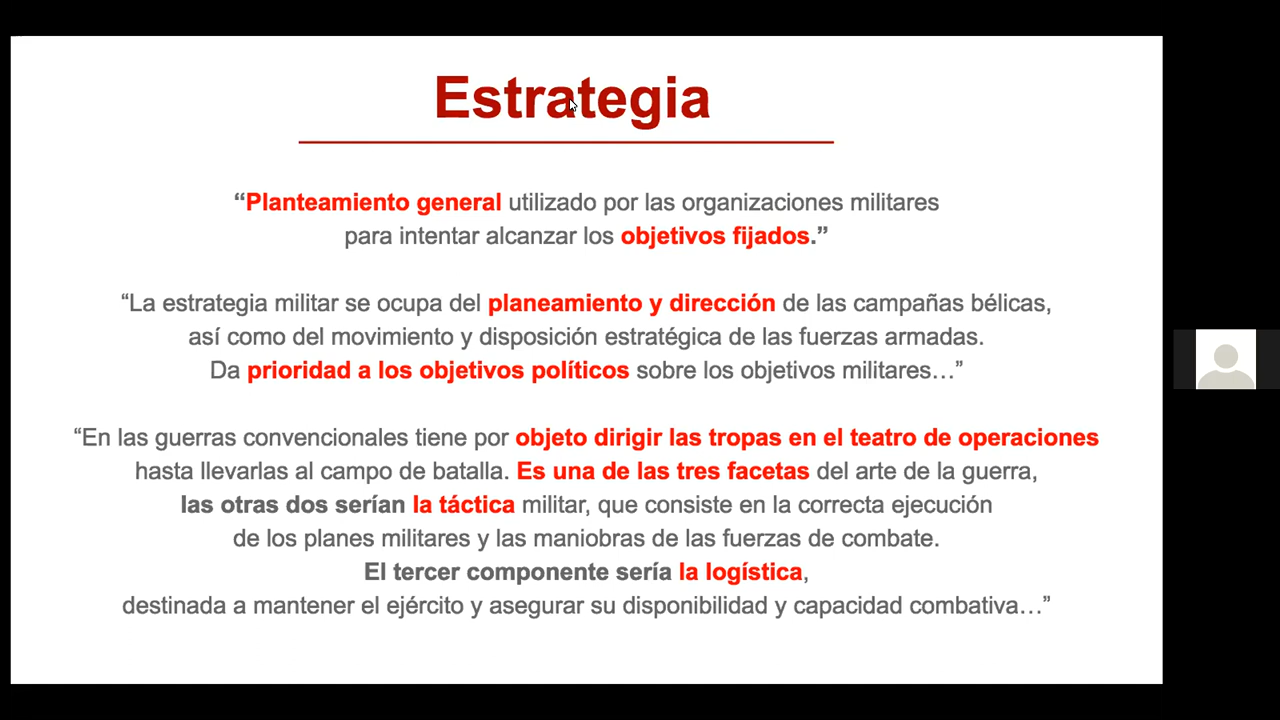 Estrategia
“Planteamiento general utilizado por las organizaciones militares
para intentar alcanzar los objetivos fijados.”
“La estrategia militar se ocupa del planeamiento y dirección de las campañas bélicas,
así como del movimiento y disposición estratégica de las fuerzas armadas.
Da prioridad a los objetivos políticos sobre los objetivos militares…”
“En las guerras convencionales tiene por objeto dirigir las tropas en el teatro de operaciones
hasta llevarlas al campo de batalla. Es una de las tres facetas del arte de la guerra,
las otras dos serían la táctica militar, que consiste en la correcta ejecución
de los planes militares y las maniobras de las fuerzas de combate.
El tercer componente sería la logística,
destinada a mantener el ejército y asegurar su disponibilidad y capacidad combativa…”